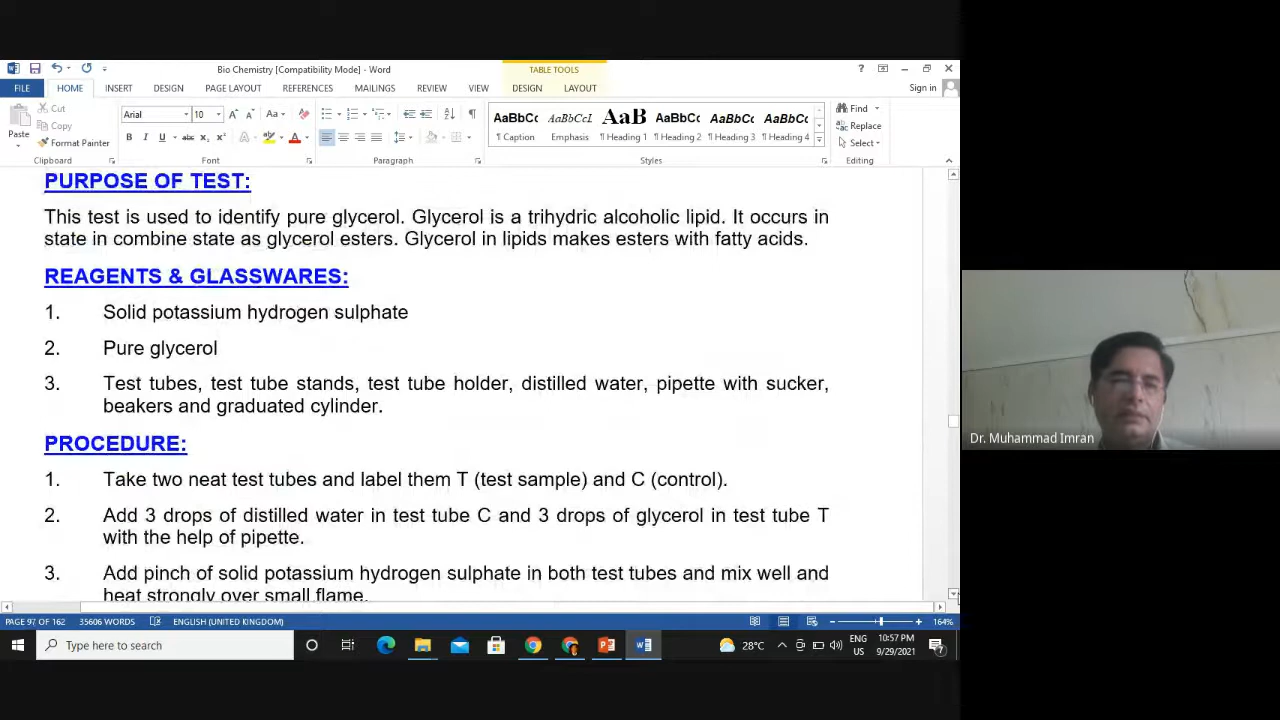 Bio Chemistry [Compatibility Mode] - Word
TABLE TOOLS
?
Sign in
FILE HOME INSERT DESIGN PAGE LAYOUT REFERENCES MAILINGS REVIEW VIEW DESIGN LAYOUT
Paste
Cut
Copy
Format Painter
Clipboard
Arial 10
Aa
B I U abc X₂ X²
Font
Paragraph
AaBbCc AaBbCcL AaB AaBbCc AaBbCc AaBbCc
¶ Caption Emphasis ¶ Heading 1 ¶ Heading 2 ¶ Heading 3 ¶ Heading 4
Styles
Find
Replace
Select
Editing
PURPOSE OF TEST:
This test is used to identify pure glycerol. Glycerol is a trihydric alcoholic lipid. It occurs in
state in combine state as glycerol esters. Glycerol in lipids makes esters with fatty acids.
REAGENTS & GLASSWARES:
1. Solid potassium hydrogen sulphate
2. Pure glycerol
3. Test tubes, test tube stands, test tube holder, distilled water, pipette with sucker,
beakers and graduated cylinder.
PROCEDURE:
1. Take two neat test tubes and label them T (test sample) and C (control).
2. Add 3 drops of distilled water in test tube C and 3 drops of glycerol in test tube T
with the help of pipette.
3. Add pinch of solid potassium hydrogen sulphate in both test tubes and mix well and
heat strongly over small flame.
Dr. Muhammad Imran
PAGE 97 OF 162 35606 WORDS ENGLISH (UNITED KINGDOM) 164%
Type here to search
28°C
ENG
US
10:57 PM
9/29/2021